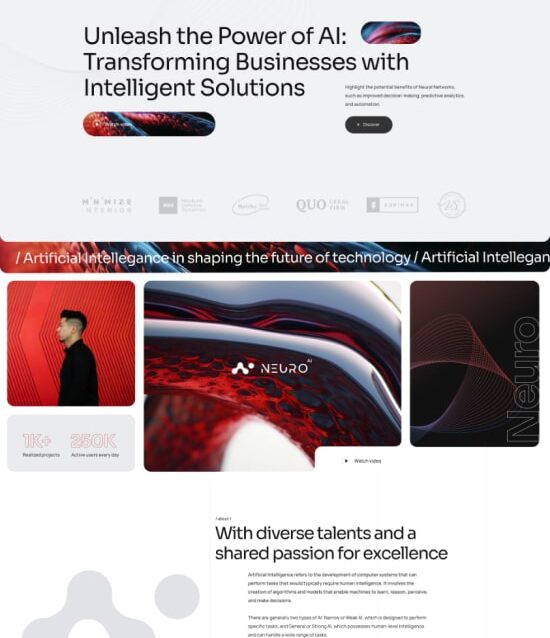 Unleash the Power of AI:
Transforming Businesses with
Intelligent Solutions
Highlight the potential benefits of Neural Networks,
such as improved decision-making, predictive analytics,
and automation.
Watch video
Discover
MINIMIZE
INTERIOR
QUO LEGAL
FIRM
/ Artificial Intellegance in shaping the future of technology / Artificial Intellegan
NEURO AI
Neuro
1K+ 250K
Realized projects Active users every day
Watch video
/ about /
With diverse talents and a
shared passion for excellence
Artificial Intelligence refers to the development of computer systems that can
perform tasks that would typically require human intelligence. It involves the
creation of algorithms and models that enable machines to learn, reason, perceive,
and make decisions.
There are generally two types of AI: Narrow or Weak AI, which is designed to perform
specific tasks, and General or Strong AI, which possesses human-level intelligence
and can handle a wide range of tasks.